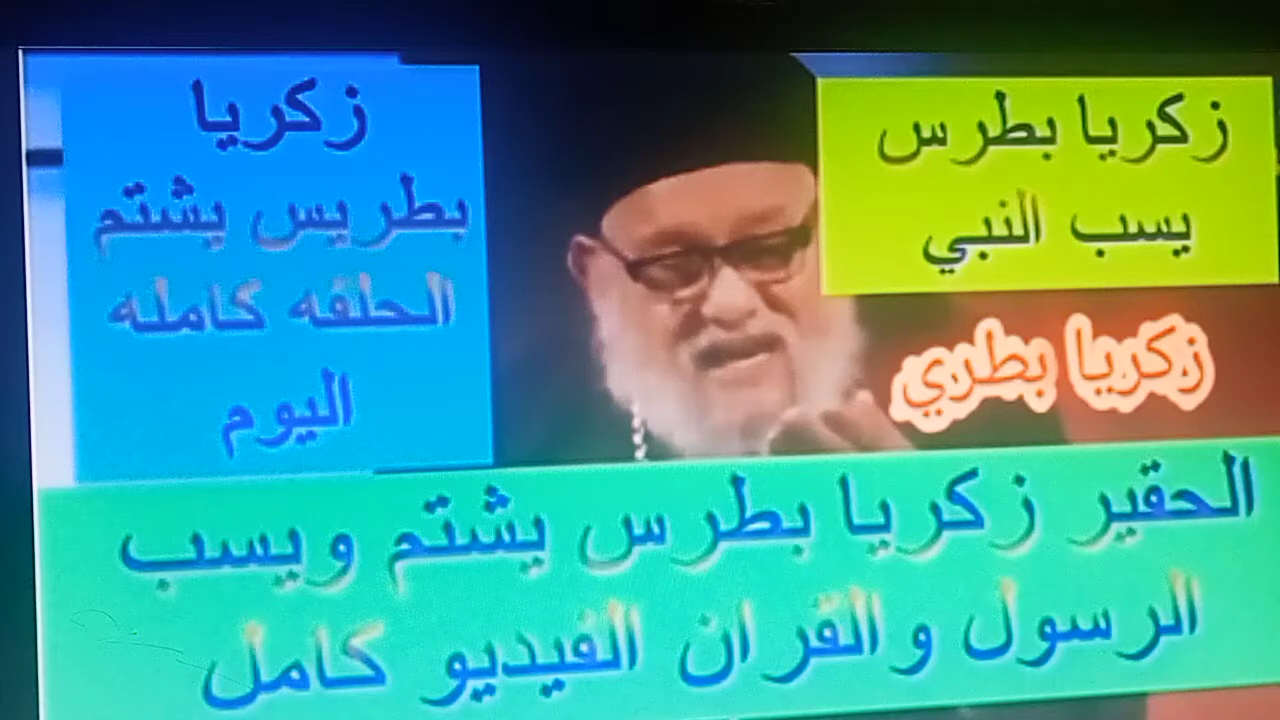 زكريا
بطريس يشتم
الحلقه كامله
اليوم
زكريا بطرس
يسب النبي
زكريا بطري
الحقير زكريا بطرس يشتم ويسب
الرسول والقران الفيديو كامل